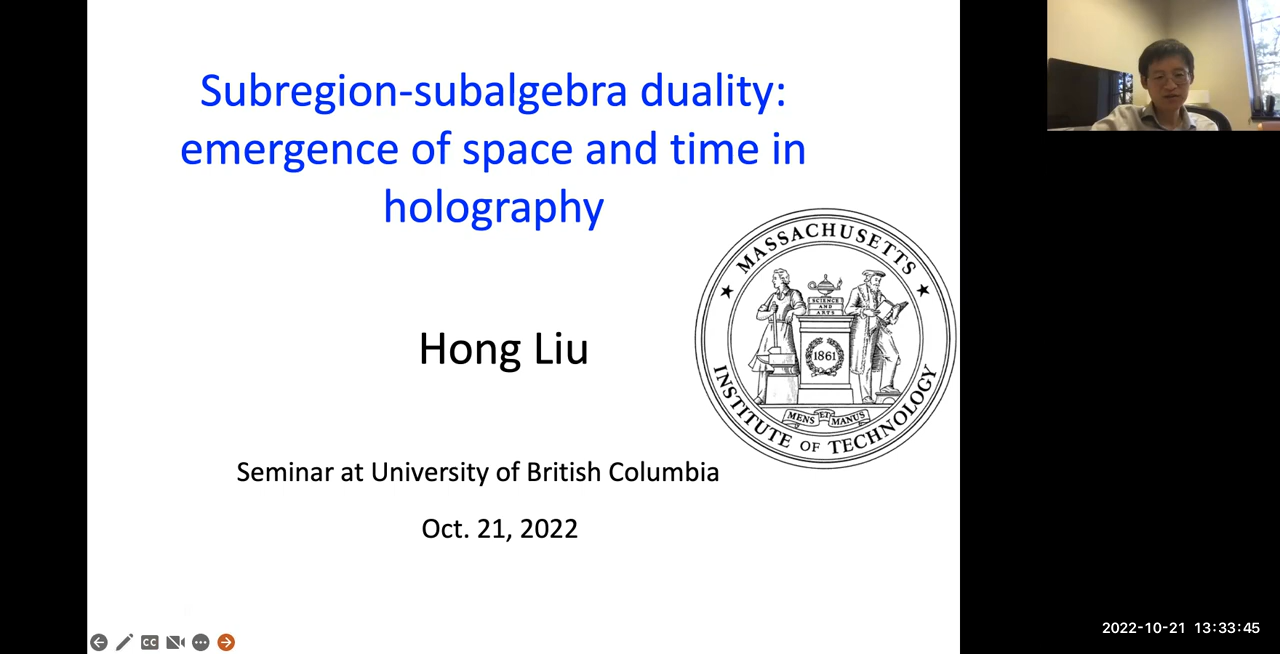 Subregion-subalgebra duality:
emergence of space and time in
holography
MASSACHUSETTS
INSTITUTE OF TECHNOLOGY
SCIENCE
AND
ARTS
1861
MENS ET MANUS
Hong Liu
Seminar at University of British Columbia
Oct. 21, 2022
CC
2022-10-21 13:33:45